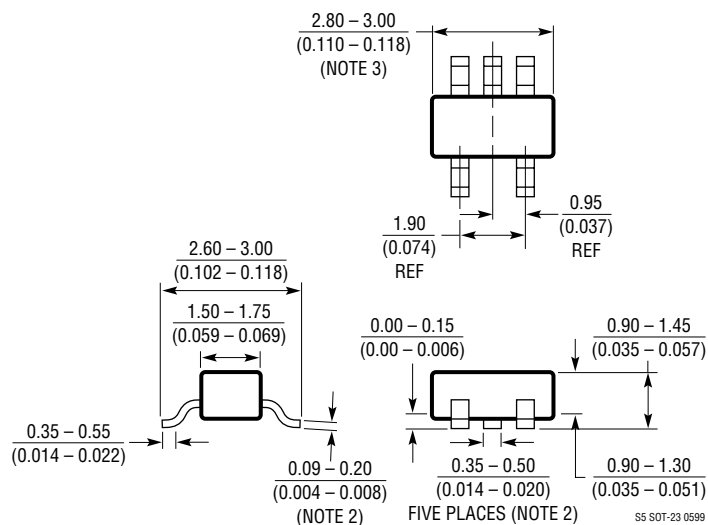 2.80 – 3.00
(0.110 – 0.118)
(NOTE 3)
1.90
(0.074)
REF
0.95
(0.037)
REF
2.60 – 3.00
(0.102 – 0.118)
1.50 – 1.75
(0.059 – 0.069)
0.00 – 0.15
(0.00 – 0.006)
0.90 – 1.45
(0.035 – 0.057)
0.35 – 0.55
(0.014 – 0.022)
0.09 – 0.20
(0.004 – 0.008)
(NOTE 2)
0.35 – 0.50
(0.014 – 0.020)
FIVE PLACES (NOTE 2)
0.90 – 1.30
(0.035 – 0.051)
S5 SOT-23 0599